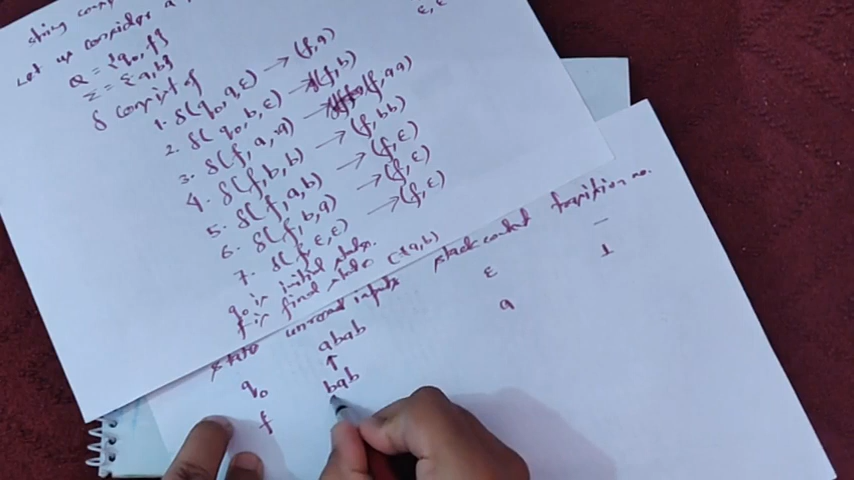 string
ε, ε
Let us consider a
Q = {q0, f}
Σ = {a, b}
δ consist of
1. δ(q0, a, ε) → (f, a)
2. δ(q0, b, ε) → (f, b)
3. δ(f, a, a) → (f, aa)
4. δ(f, b, b) → (f, bb)
5. δ(f, a, b) → (f, ε)
6. δ(f, b, a) → (f, ε)
7. δ(f, ε, ε) → (f, ε)
q0 is initial state.
f is final state
state unread inputs stack content transition no.
q0 abab ε –
f bab a 1